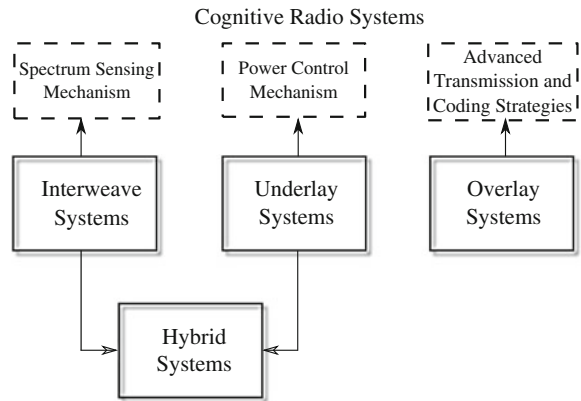 Cognitive Radio Systems
Spectrum Sensing
Mechanism
Power Control
Mechanism
Advanced
Transmission and
Coding Strategies
Interweave
Systems
Underlay
Systems
Overlay
Systems
Hybrid
Systems